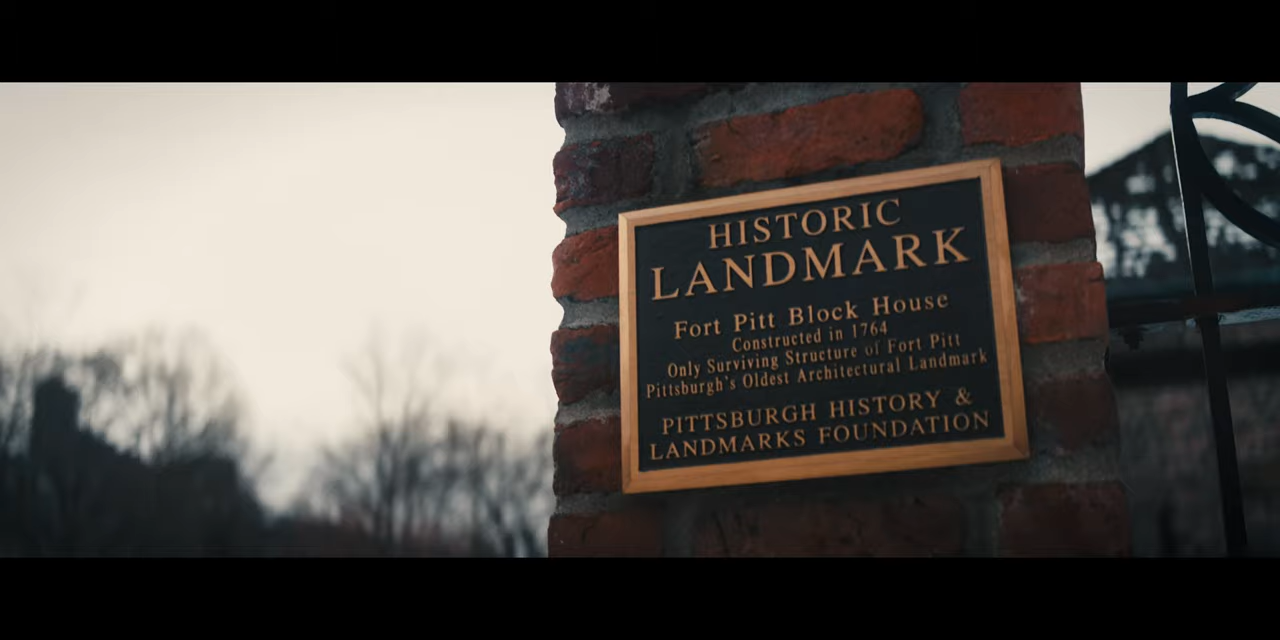 HISTORIC
LANDMARK
Fort Pitt Block House
Constructed in 1764
Only Surviving Structure of Fort Pitt
Pittsburgh's Oldest Architectural Landmark
PITTSBURGH HISTORY &
LANDMARKS FOUNDATION